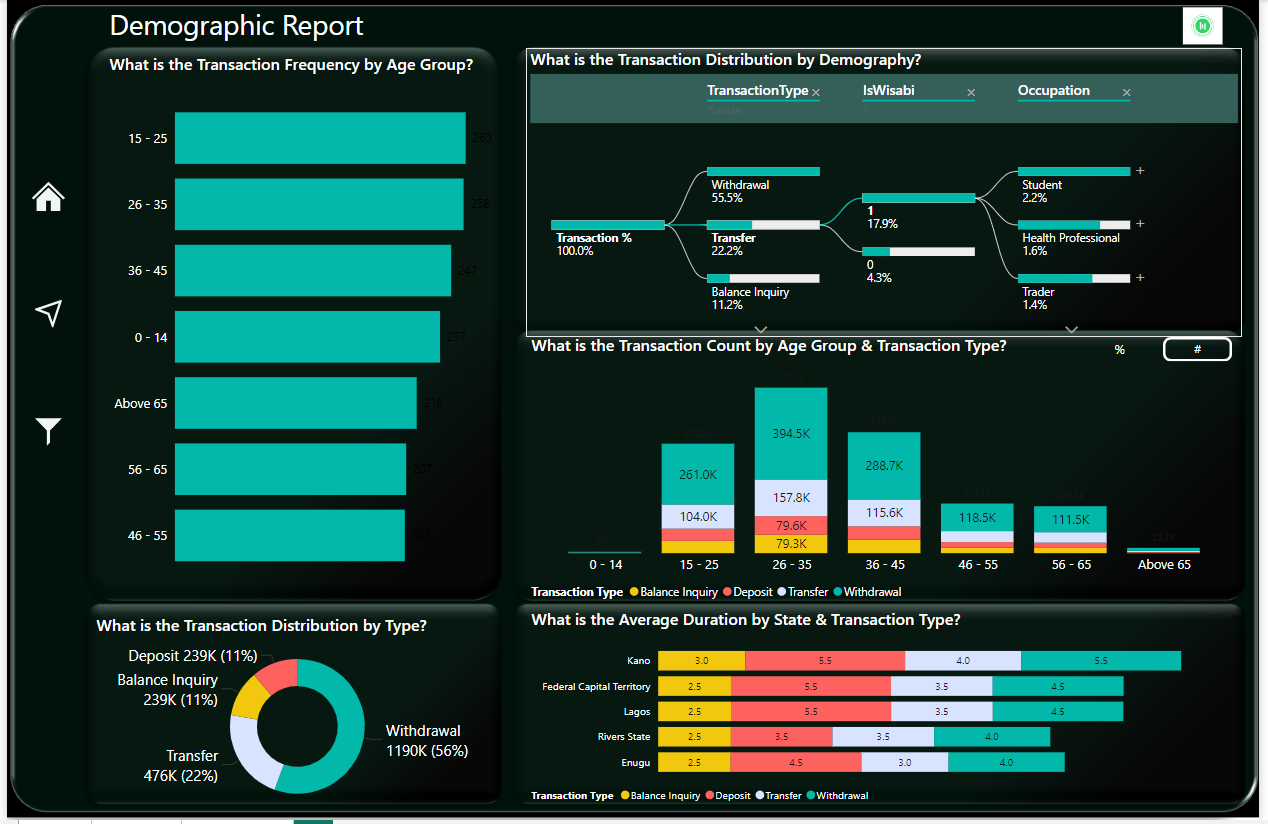 Demographic Report
What is the Transaction Frequency by Age Group?
15 - 25
260
26 - 35
258
36 - 45
247
0 - 14
237
Above 65
216
56 - 65
207
46 - 55
What is the Transaction Distribution by Type?
Deposit 239K (11%)
Balance Inquiry
239K (11%)
Transfer
476K (22%)
Withdrawal
1190K (56%)
What is the Transaction Distribution by Demography?
TransactionType × IsWisabi × Occupation ×
Transfer 1
Transaction %
100.0%
Withdrawal
55.5%
Transfer
22.2%
Balance Inquiry
11.2%
1
17.9%
0
4.3%
Student
2.2%
Health Professional
1.6%
Trader
1.4%
What is the Transaction Count by Age Group & Transaction Type?
% #
394.5K
157.8K
79.6K
79.3K
261.0K
104.0K
288.7K
115.6K
118.5K
111.5K
22.7K
0 - 14 15 - 25 26 - 35 36 - 45 46 - 55 56 - 65 Above 65
Transaction Type Balance Inquiry Deposit Transfer Withdrawal
What is the Average Duration by State & Transaction Type?
Kano 3.0 5.5 4.0 5.5
Federal Capital Territory 2.5 5.5 3.5 4.5
Lagos 2.5 5.5 3.5 4.5
Rivers State 2.5 3.5 3.5 4.0
Enugu 2.5 4.5 3.0 4.0
Transaction Type Balance Inquiry Deposit Transfer Withdrawal